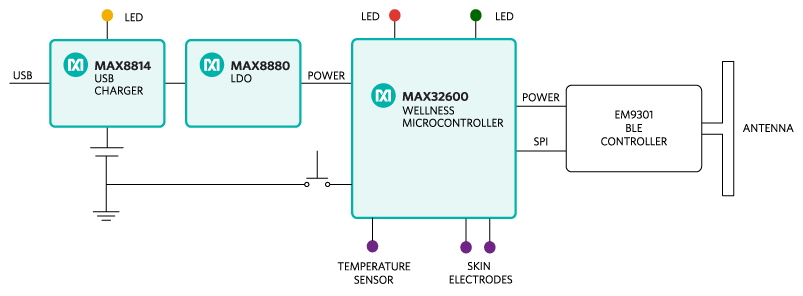 LED
LED
LED
MAX8814
USB
CHARGER
MAX8880
LDO
USB
POWER
MAX32600
WELLNESS
MICROCONTROLLER
POWER
SPI
EM9301
BLE
CONTROLLER
ANTENNA
TEMPERATURE
SENSOR
SKIN
ELECTRODES